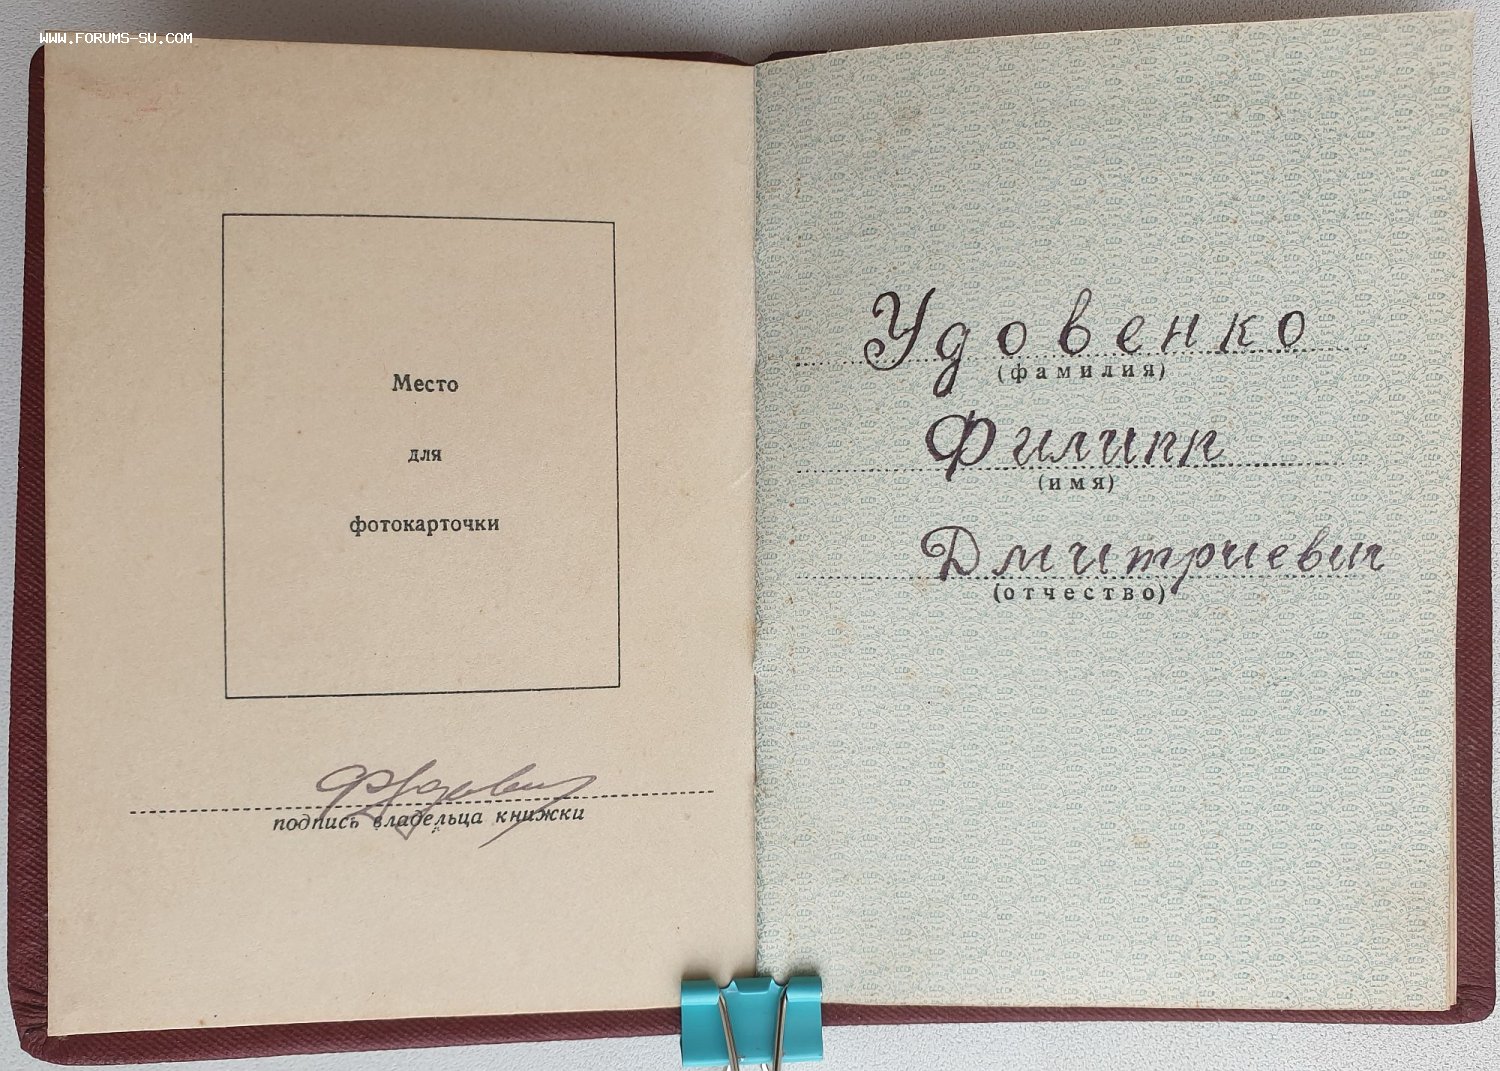 WWW.FORUMS-SU.COM
Место
для
фотокарточки
подпись владельца книжки
Удовенко
(фамилия)
Филипп
(имя)
Дмитриевич
(отчество)